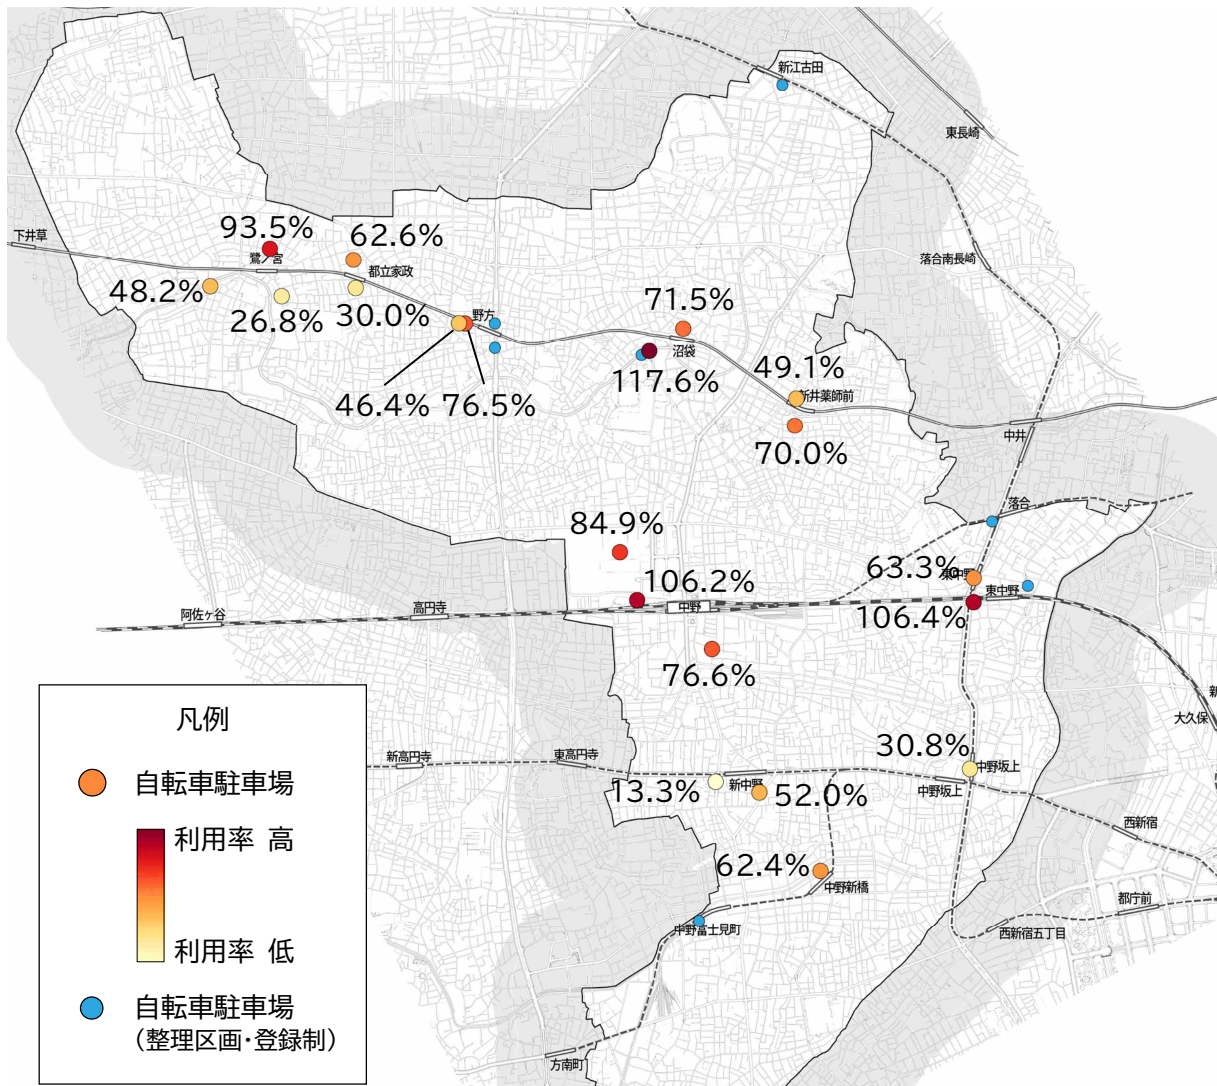 新江古田
東長崎
落合南長崎
93.5%
62.6%
下井草
鷺ノ宮
都立家政
48.2%
26.8%
30.0%
野方
71.5%
沼袋
117.6%
49.1%
46.4%
76.5%
新井薬師前
70.0%
中井
落合
84.9%
63.3%
東中野
106.2%
東中野
中野
阿佐ヶ谷
高円寺
106.4%
76.6%
新
大久保
新高円寺
東高円寺
30.8%
中野坂上
13.3%
新中野
52.0%
中野坂上
西新宿
62.4%
中野新橋
都庁前
中野富士見町
西新宿五丁目
方南町
凡例
自転車駐車場
利用率 高
利用率 低
自転車駐車場
(整理区画・登録制)